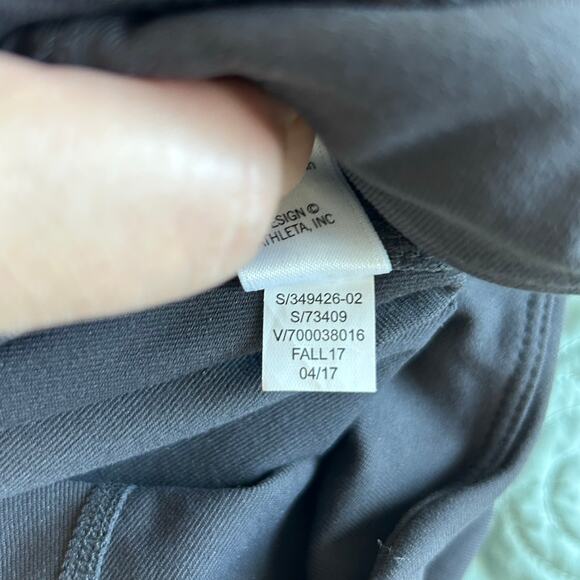 ESIGN ©
THLETA, INC
S/349426-02
S/73409
V/700038016
FALL17
04/17